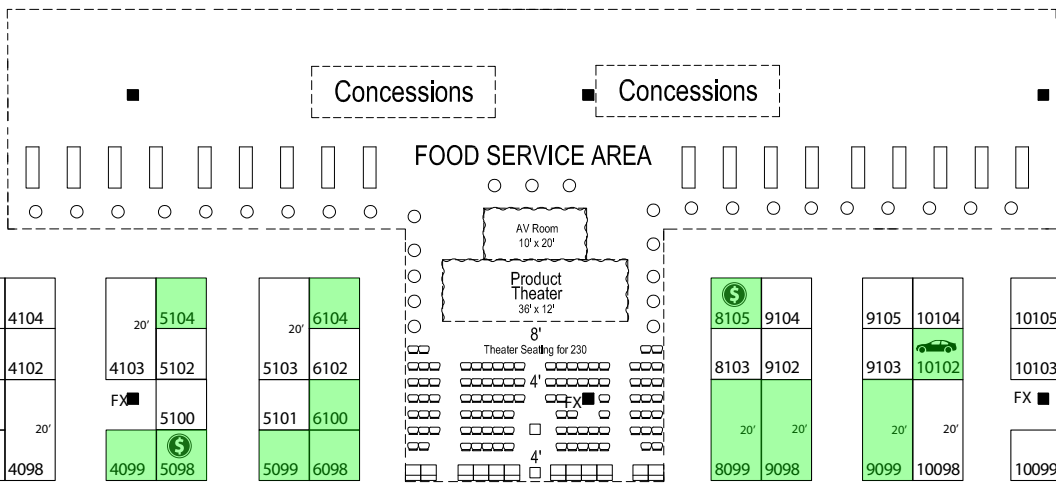 Concessions Concessions
FOOD SERVICE AREA
AV Room
10' x 20'
Product
Theater
36' x 12'
8'
Theater Seating for 230
4'
FX
4'
4104 20' 5104 20' 6104 $ 8105 9104 9105 10104 10105
4102 4103 5102 5103 6102 8103 9102 9103 10102 10103
FX FX
5100 5101 6100
20' 20' 20' 20' 20'
$
4098 4099 5098 5099 6098 8099 9098 9099 10098 10099